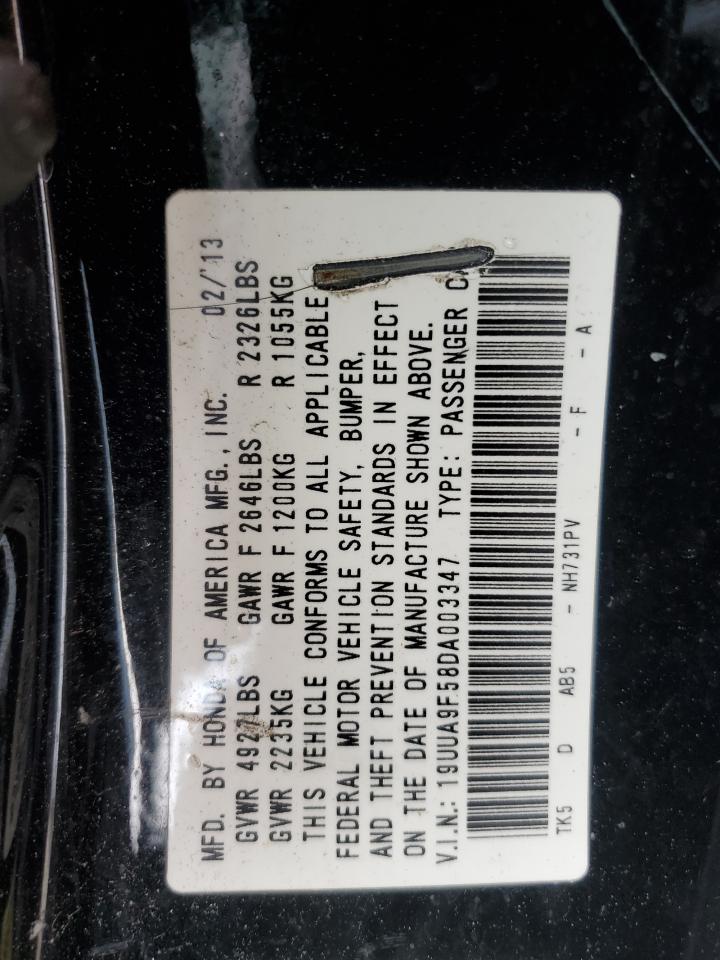 MFD. BY HONDA OF AMERICA MFG., INC. 02/'13
GVWR 4927LBS GAWR F 2646LBS R 2326LBS
GVWR 2235KG GAWR F 1200KG R 1055KG
THIS VEHICLE CONFORMS TO ALL APPLICABLE
FEDERAL MOTOR VEHICLE SAFETY, BUMPER,
AND THEFT PREVENTION STANDARDS IN EFFECT
ON THE DATE OF MANUFACTURE SHOWN ABOVE.
V.I.N.: 19UUA9F58DA003347 TYPE: PASSENGER
TK5 D AB5 - NH731PV - F - A